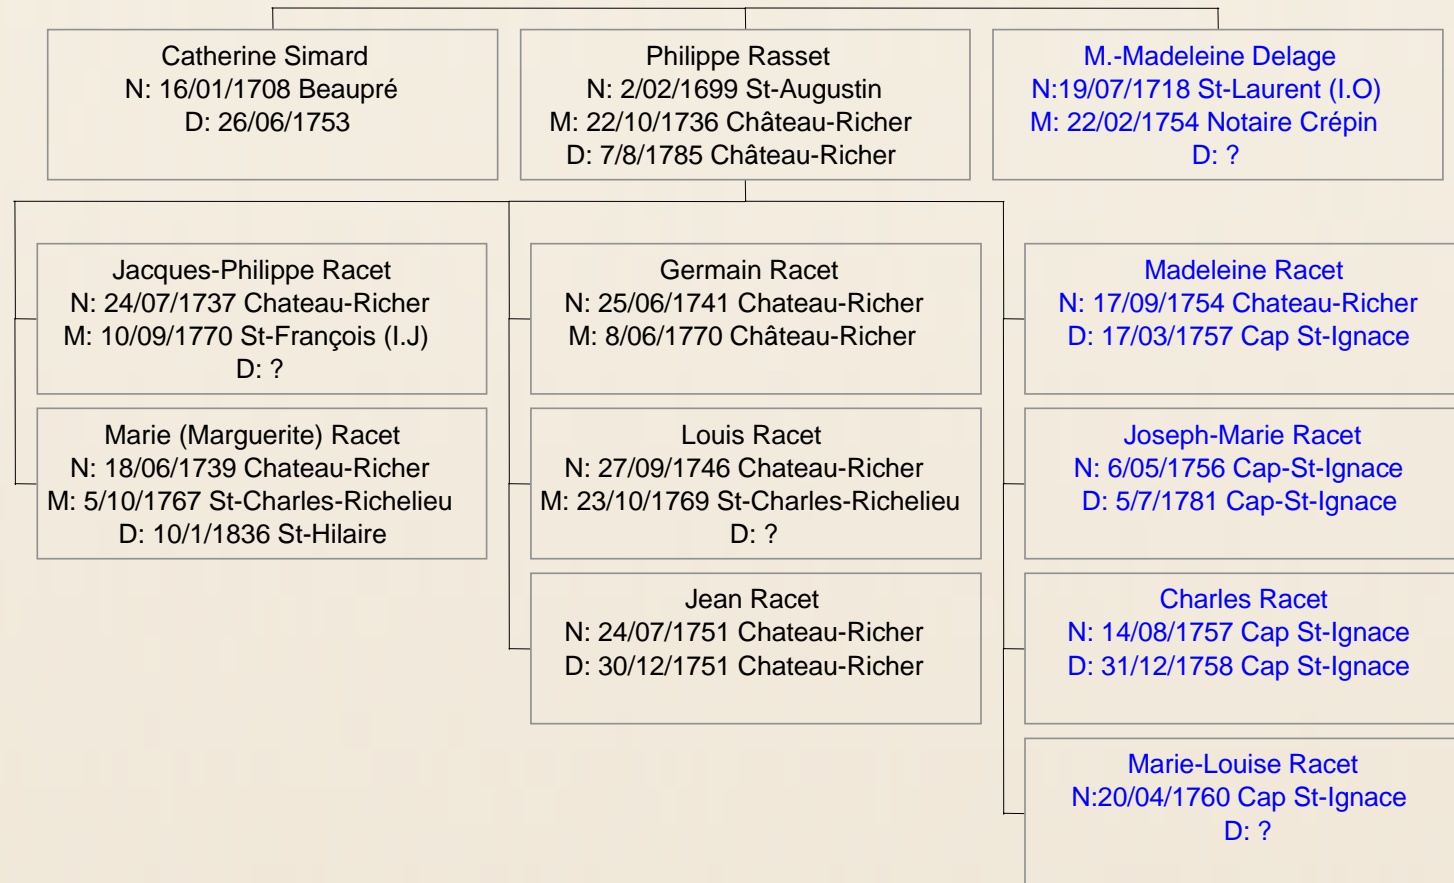 Catherine Simard
N: 16/01/1708 Beaupré
D: 26/06/1753
Philippe Rasset
N: 2/02/1699 St-Augustin
M: 22/10/1736 Château-Richer
D: 7/8/1785 Château-Richer
M.-Madeleine Delage
N:19/07/1718 St-Laurent (I.O)
M: 22/02/1754 Notaire Crépin
D: ?
Jacques-Philippe Racet
N: 24/07/1737 Chateau-Richer
M: 10/09/1770 St-François (I.J)
D: ?
Marie (Marguerite) Racet
N: 18/06/1739 Chateau-Richer
M: 5/10/1767 St-Charles-Richelieu
D: 10/1/1836 St-Hilaire
Germain Racet
N: 25/06/1741 Chateau-Richer
M: 8/06/1770 Château-Richer
Louis Racet
N: 27/09/1746 Chateau-Richer
M: 23/10/1769 St-Charles-Richelieu
D: ?
Jean Racet
N: 24/07/1751 Chateau-Richer
D: 30/12/1751 Chateau-Richer
Madeleine Racet
N: 17/09/1754 Chateau-Richer
D: 17/03/1757 Cap St-Ignace
Joseph-Marie Racet
N: 6/05/1756 Cap-St-Ignace
D: 5/7/1781 Cap-St-Ignace
Charles Racet
N: 14/08/1757 Cap St-Ignace
D: 31/12/1758 Cap St-Ignace
Marie-Louise Racet
N:20/04/1760 Cap St-Ignace
D: ?